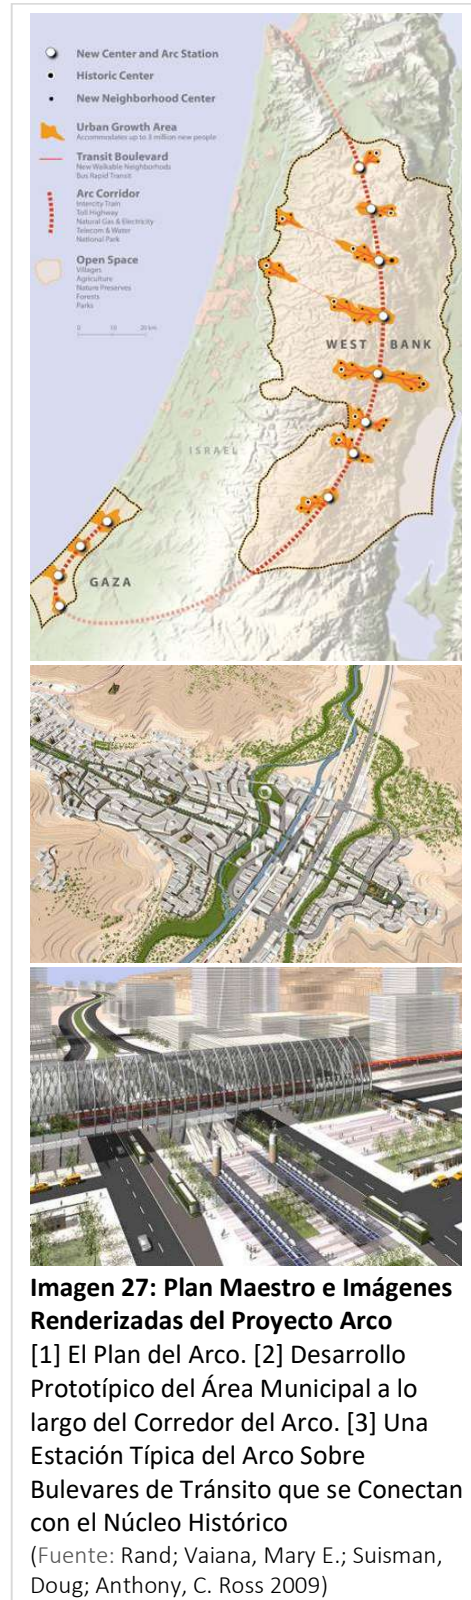 New Center and Arc Station
Historic Center
New Neighborhood Center
Urban Growth Area
Accommodates up to 3 million new people
Transit Boulevard
New Walkable Neighborhoods
Bus Rapid Transit
Arc Corridor
Intercity Train
Toll Highway
Natural Gas & Electricity
Telecom & Water
National Park
Open Space
Villages
Agriculture
Nature Preserves
Forests
Parks
0 10 20 km
WEST BANK
ISRAEL
GAZA
Imagen 27: Plan Maestro e Imágenes
Renderizadas del Proyecto Arco
[1] El Plan del Arco. [2] Desarrollo
Prototípico del Área Municipal a lo
largo del Corredor del Arco. [3] Una
Estación Típica del Arco Sobre
Bulevares de Tránsito que se Conectan
con el Núcleo Histórico
(Fuente: Rand; Vaiana, Mary E.; Suisman,
Doug; Anthony, C. Ross 2009)